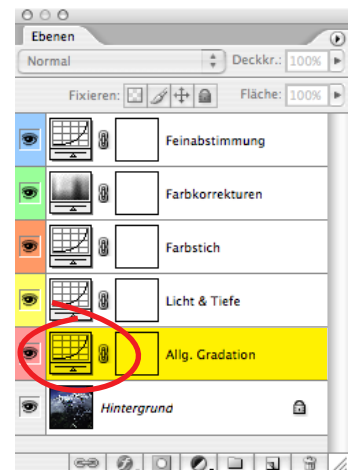 Ebenen
Normal Deckkr.: 100%
Fixieren: Fläche: 100%
Feinabstimmung
Farbkorrekturen
Farbstich
Licht & Tiefe
Allg. Gradation
Hintergrund